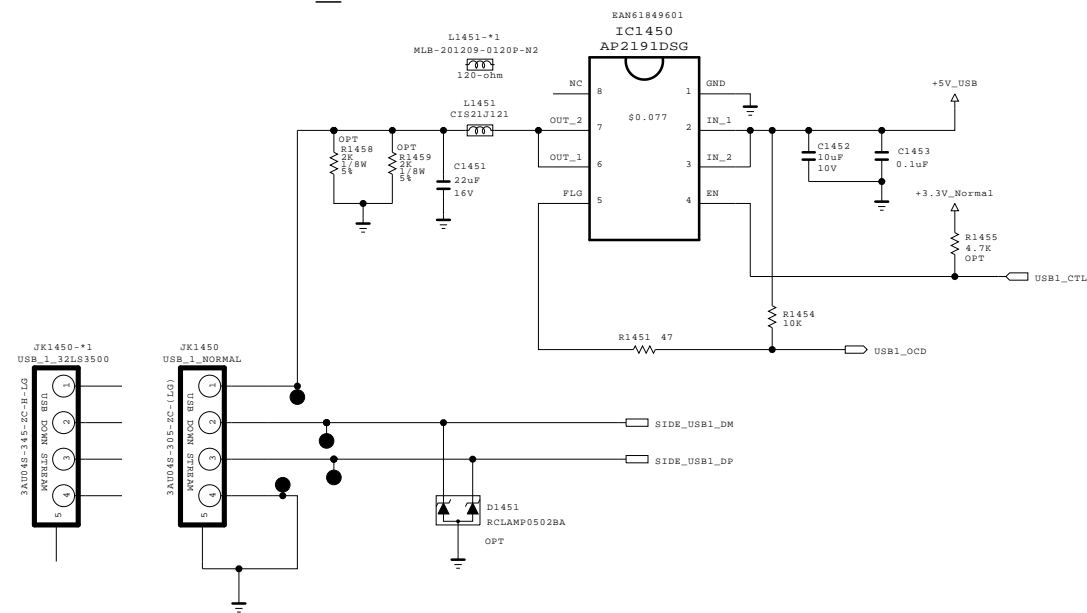 EAN61849601
IC1450
AP2191DSG
L1451-*1
MLB-201209-0120P-N2
120-ohm
L1451
CIS21J121
NC
8
1
GND
$0.077
OUT_2
7
2
IN_1
OUT_1
6
3
IN_2
FLG
5
4
EN
+5V_USB
C1452
10uF
10V
C1453
0.1uF
+3.3V_Normal
R1455
4.7K
OPT
USB1_CTL
OPT
R1458
2K
1/8W
5%
OPT
R1459
2K
1/8W
5%
C1451
22uF
16V
R1454
10K
R1451 47
USB1_OCD
JK1450-*1
USB_1_32LS3500
3AU04S-345-ZC-H-LG
USB DOWN STREAM
1
2
3
4
5
JK1450
USB_1_NORMAL
3AU04S-305-ZC-(LG)
USB DOWN STREAM
1
2
3
4
5
SIDE_USB1_DM
SIDE_USB1_DP
D1451
RCLAMP0502BA
OPT